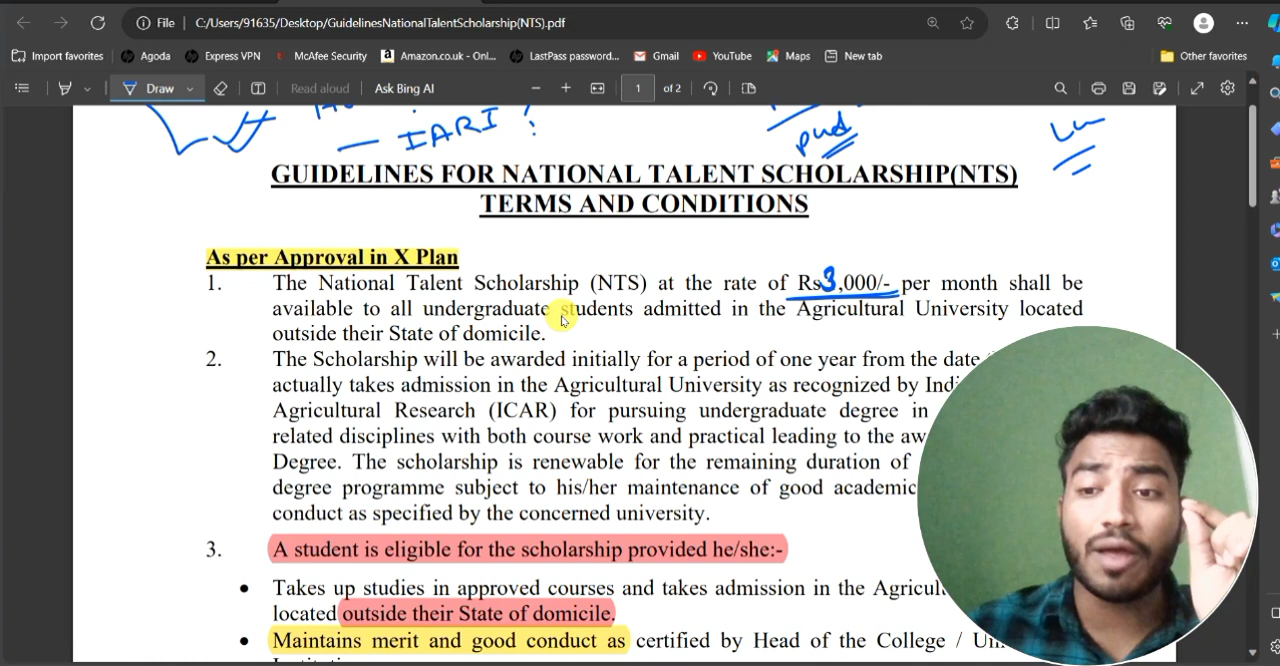 File C:/Users/91635/Desktop/GuidelinesNationalTalentScholarship(NTS).pdf
Import favorites Agoda Express VPN McAfee Security Amazon.co.uk - Onl... LastPass password... Gmail YouTube Maps New tab Other favorites
Draw Read aloud Ask Bing AI 1 of 2
— IARI ?
PhD
GUIDELINES FOR NATIONAL TALENT SCHOLARSHIP(NTS)
TERMS AND CONDITIONS
As per Approval in X Plan
1. The National Talent Scholarship (NTS) at the rate of Rs3,000/- per month shall be
available to all undergraduate students admitted in the Agricultural University located
outside their State of domicile.
2. The Scholarship will be awarded initially for a period of one year from the date
actually takes admission in the Agricultural University as recognized by
Agricultural Research (ICAR) for pursuing undergraduate degree in
related disciplines with both course work and practical leading to the
Degree. The scholarship is renewable for the remaining duration of
degree programme subject to his/her maintenance of good
conduct as specified by the concerned university.
3. A student is eligible for the scholarship provided he/she:-
• Takes up studies in approved courses and takes admission in the
located outside their State of domicile.
• Maintains merit and good conduct as certified by Head of the College /